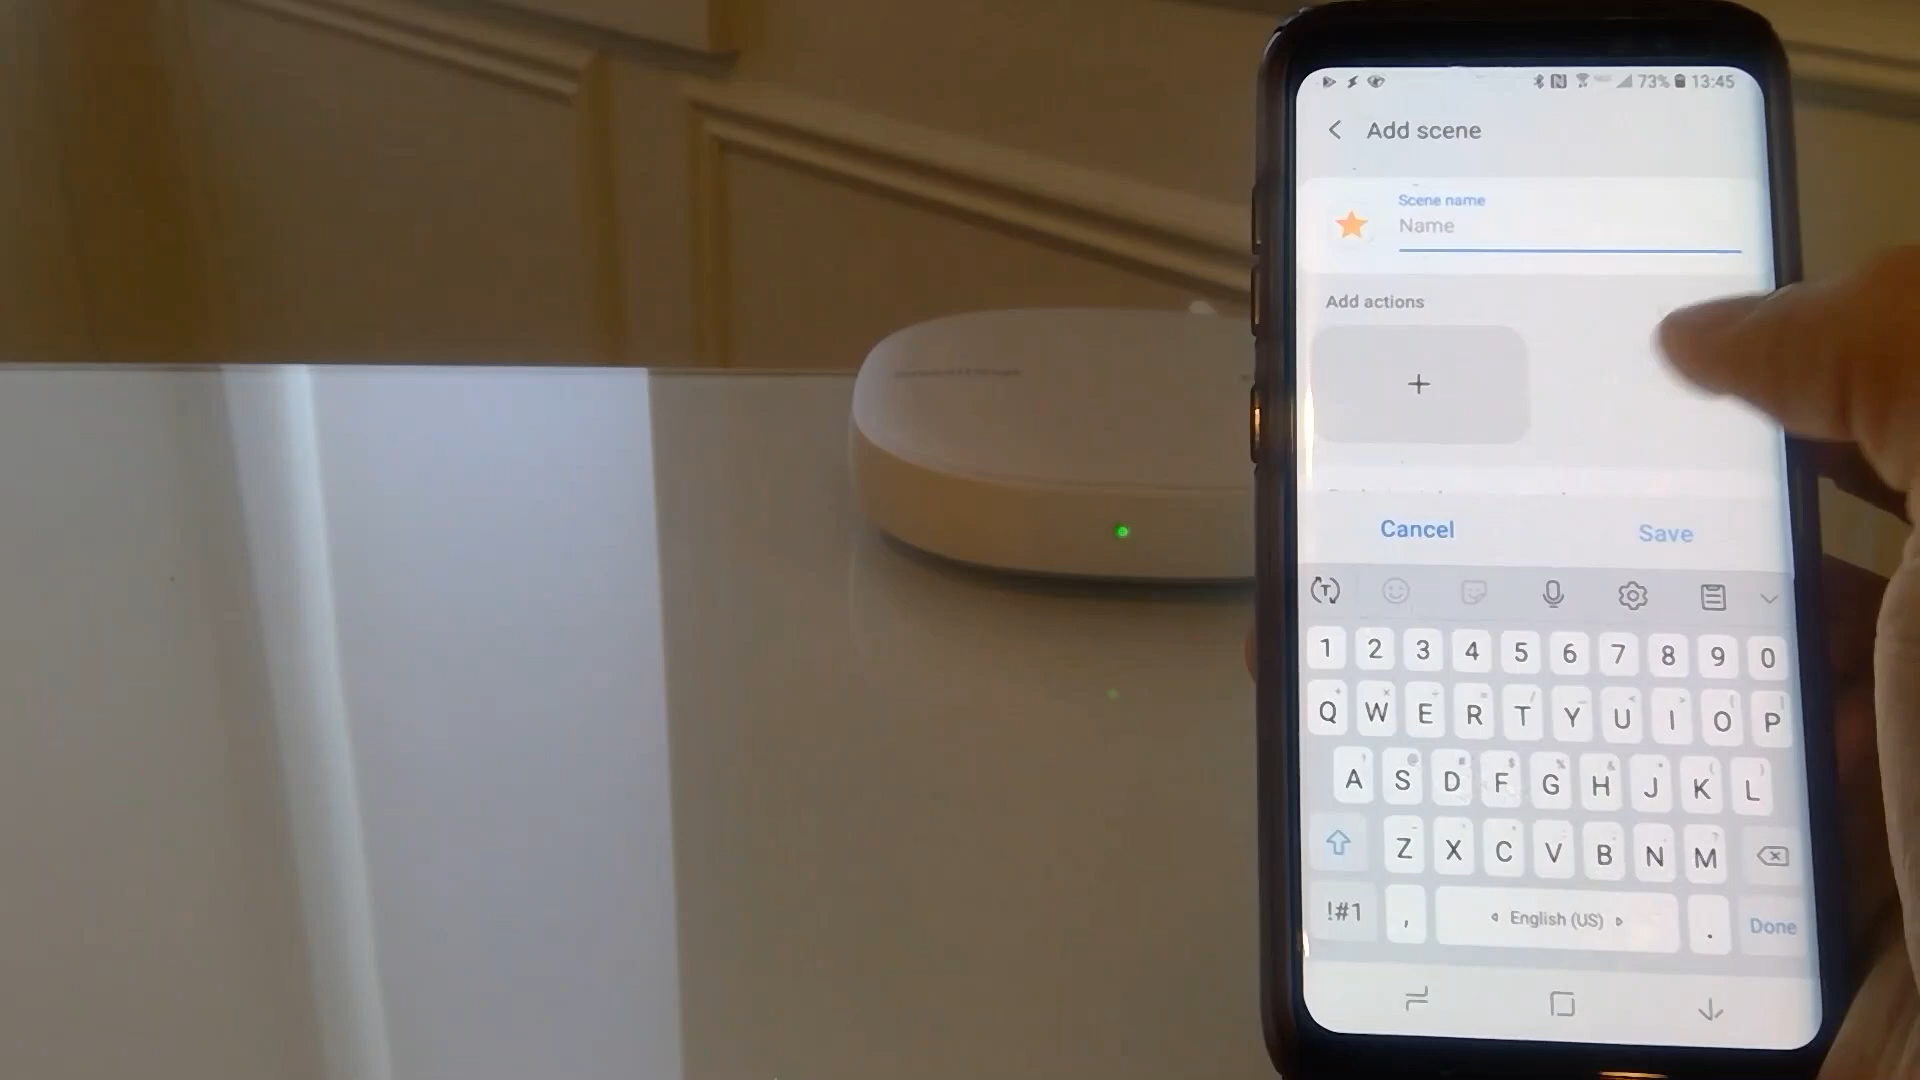 73% 13:45
Add scene
Scene name
Name
Add actions
+
Cancel Save
1 2 3 4 5 6 7 8 9 0
Q W E R T Y U I O P
A S D F G H J K L
Z X C V B N M
!#1 , English (US) . Done